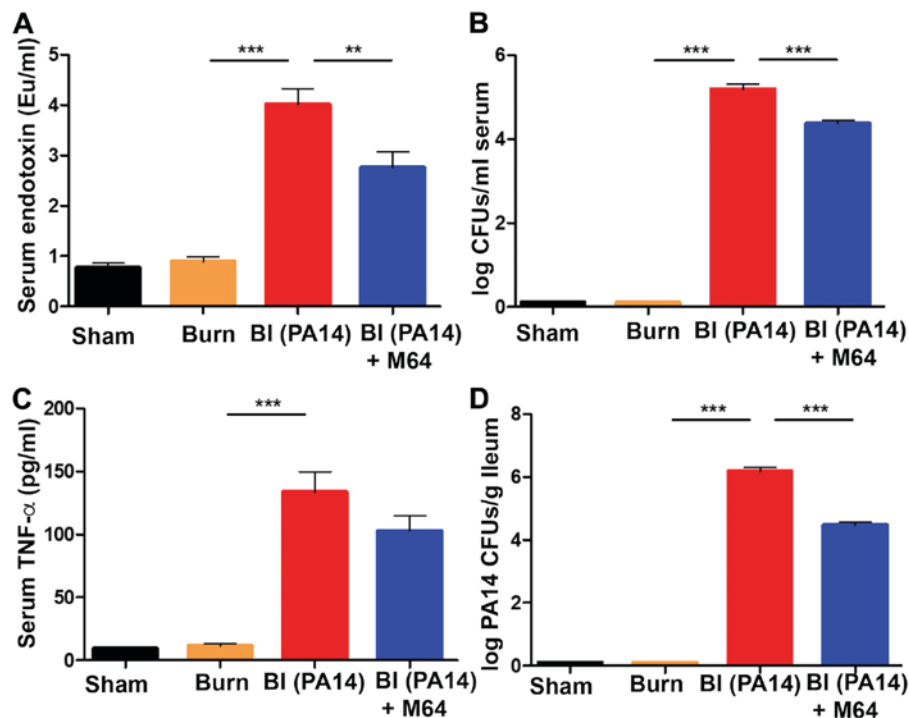 A
Serum endotoxin (Eu/ml)
5
4
3
2
1
0
***
**
Sham
Burn
BI (PA14)
BI (PA14)
+ M64
B
log CFUs/ml serum
6
4
2
0
***
***
Sham
Burn
BI (PA14)
BI (PA14)
+ M64
C
Serum TNF-α (pg/ml)
200
150
100
50
0
***
Sham
Burn
BI (PA14)
BI (PA14)
+ M64
D
log PA14 CFUs/g Ileum
8
6
4
2
0
***
***
Sham
Burn
BI (PA14)
BI (PA14)
+ M64